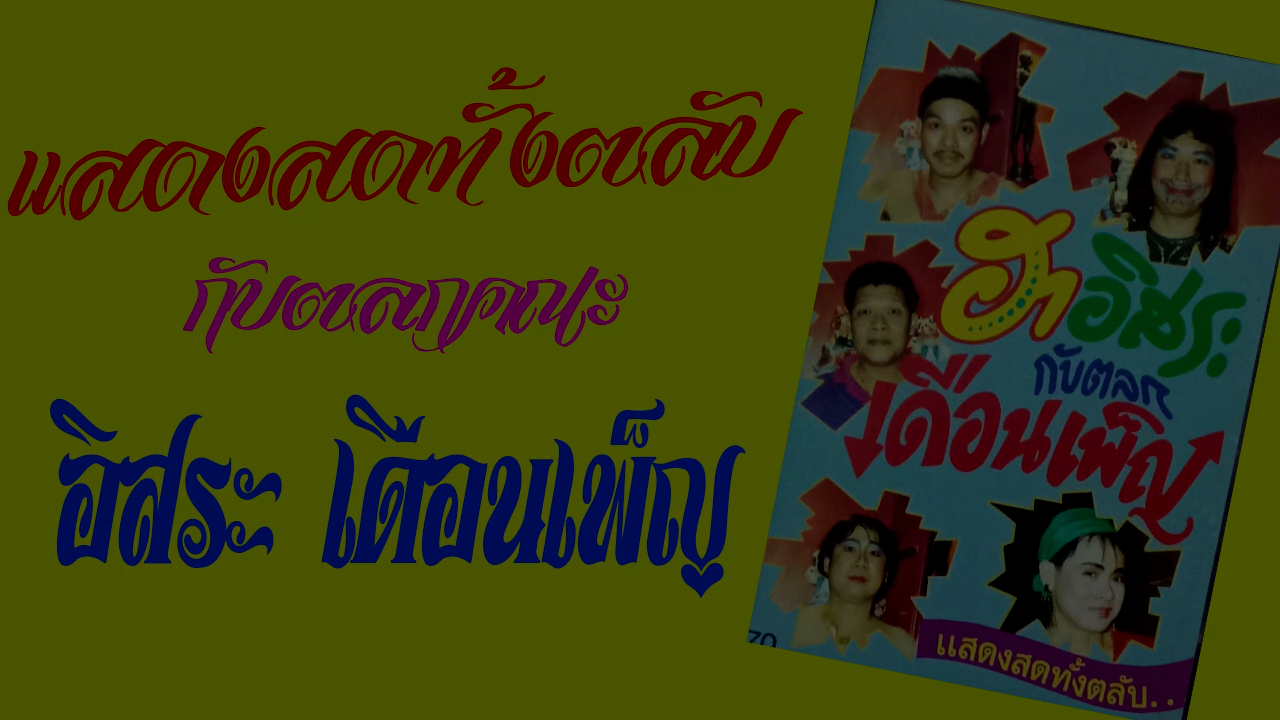 แสดงสดทั้งตลับ
กับตลกคณะ
อิสระ เดือนเพ็ญ
ฮา อิสระ
กับตลก
เดือนเพ็ญ
70
แสดงสดทั้งตลับ..